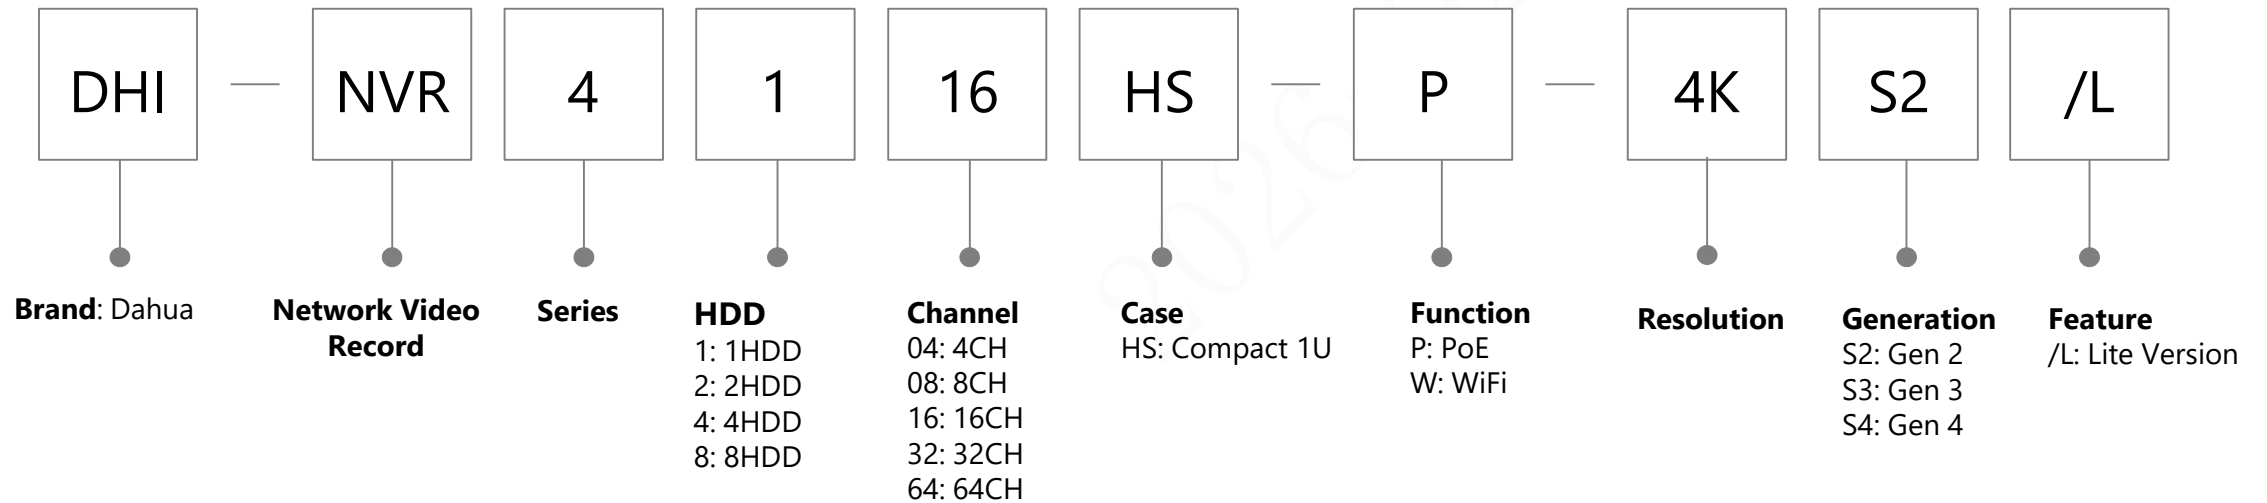 DHI — NVR 4 1 16 HS — P — 4K S2 /L
Brand: Dahua
Network Video
Record
Series
HDD
1: 1HDD
2: 2HDD
4: 4HDD
8: 8HDD
Channel
04: 4CH
08: 8CH
16: 16CH
32: 32CH
64: 64CH
Case
HS: Compact 1U
Function
P: PoE
W: WiFi
Resolution
Generation
S2: Gen 2
S3: Gen 3
S4: Gen 4
Feature
/L: Lite Version
2026